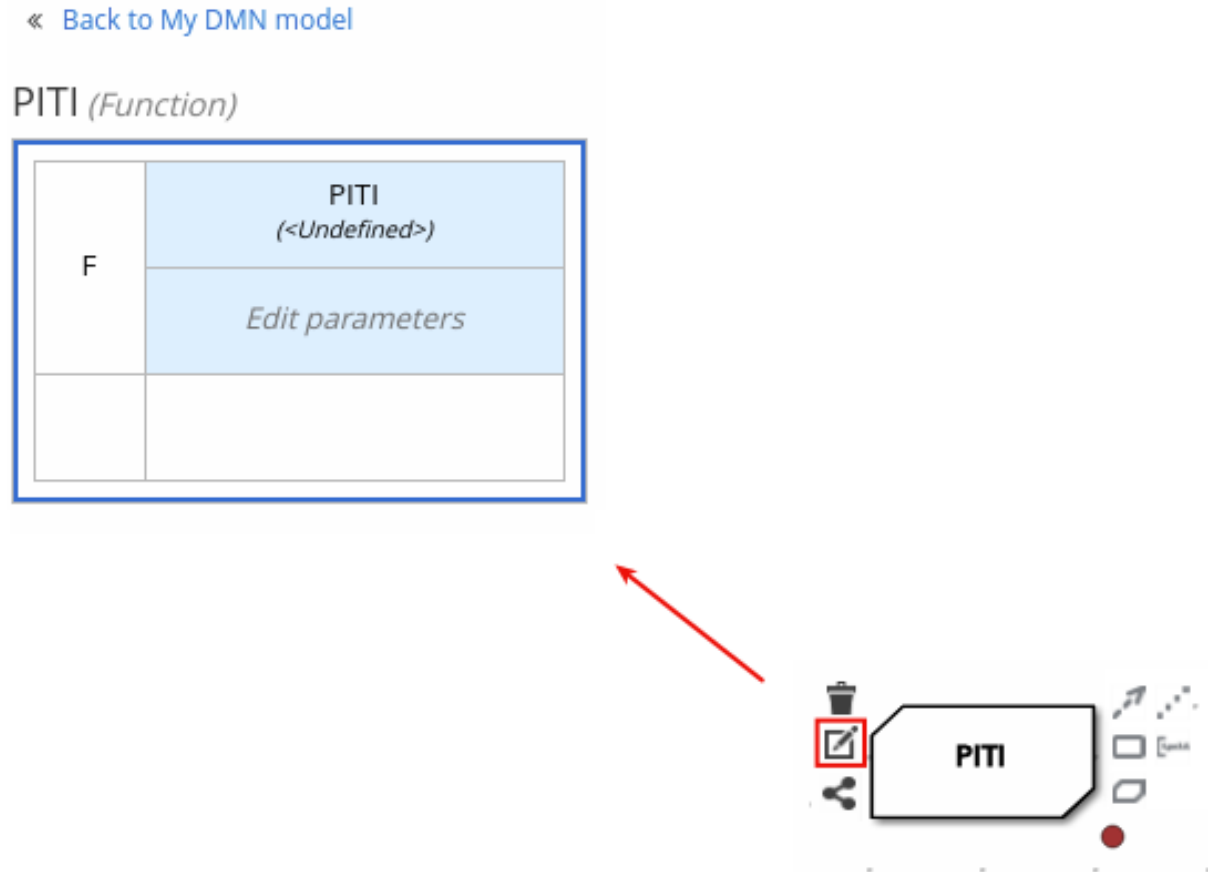 « Back to My DMN model
PITI (Function)
PITI
(<Undefined>)
F
Edit parameters
PITI